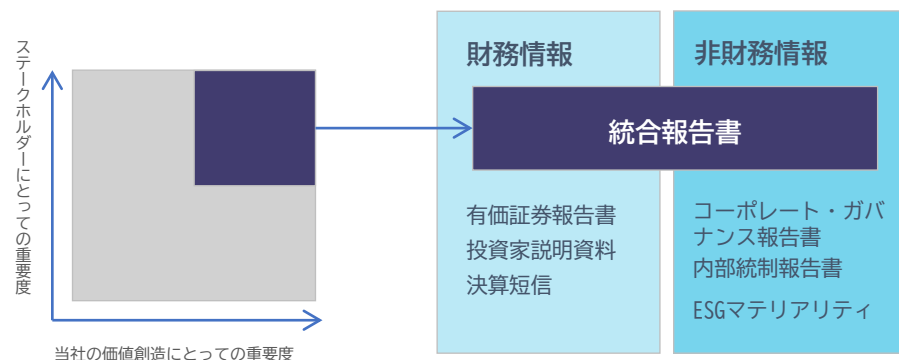 ステークホルダーにとっての重要度
当社の価値創造にとっての重要度
財務情報
非財務情報
統合報告書
有価証券報告書
投資家説明資料
決算短信
コーポレート・ガバ
ナンス報告書
内部統制報告書
ESGマテリアリティ